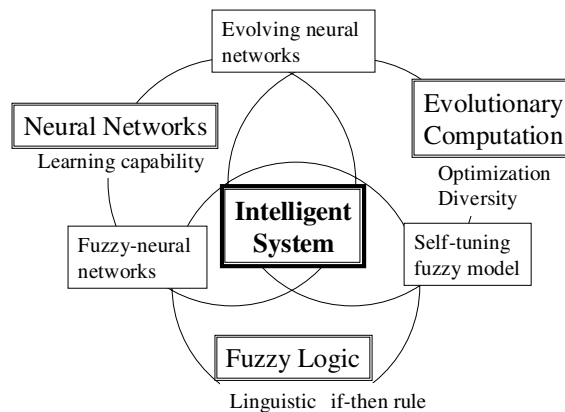 Evolving neural
networks
Neural Networks
Learning capability
Evolutionary
Computation
Optimization
Diversity
Intelligent
System
Fuzzy-neural
networks
Self-tuning
fuzzy model
Fuzzy Logic
Linguistic if-then rule